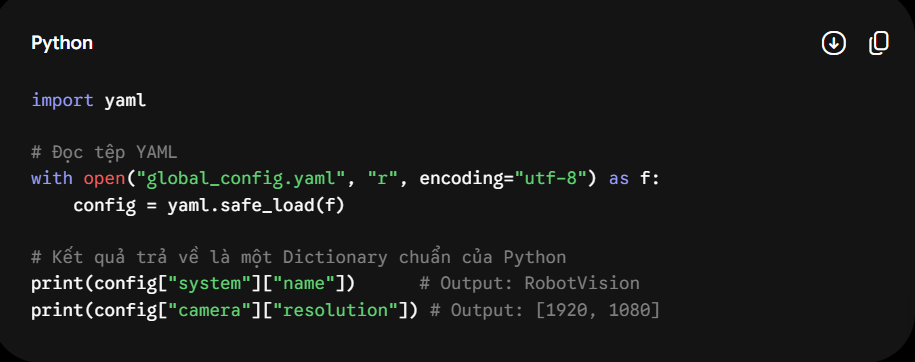 Python
import yaml
# Đọc tệp YAML
with open("global_config.yaml", "r", encoding="utf-8") as f:
    config = yaml.safe_load(f)
# Kết quả trả về là một Dictionary chuẩn của Python
print(config["system"]["name"])      # Output: RobotVision
print(config["camera"]["resolution"]) # Output: [1920, 1080]